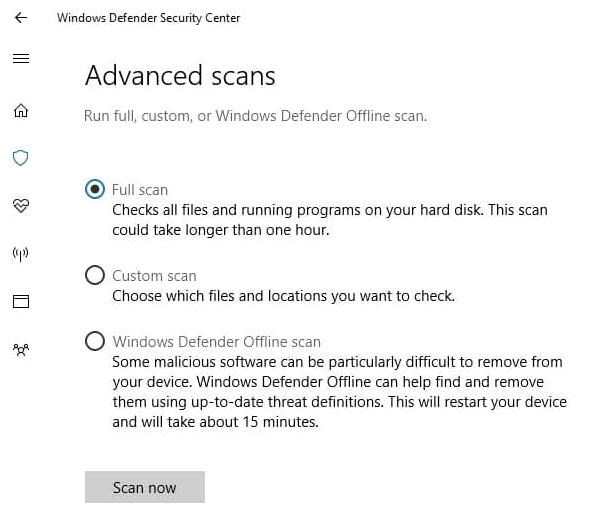 Windows Defender Security Center
Advanced scans
Run full, custom, or Windows Defender Offline scan.
Full scan
Checks all files and running programs on your hard disk. This scan
could take longer than one hour.
Custom scan
Choose which files and locations you want to check.
Windows Defender Offline scan
Some malicious software can be particularly difficult to remove from
your device. Windows Defender Offline can help find and remove
them using up-to-date threat definitions. This will restart your device
and will take about 15 minutes.
Scan now